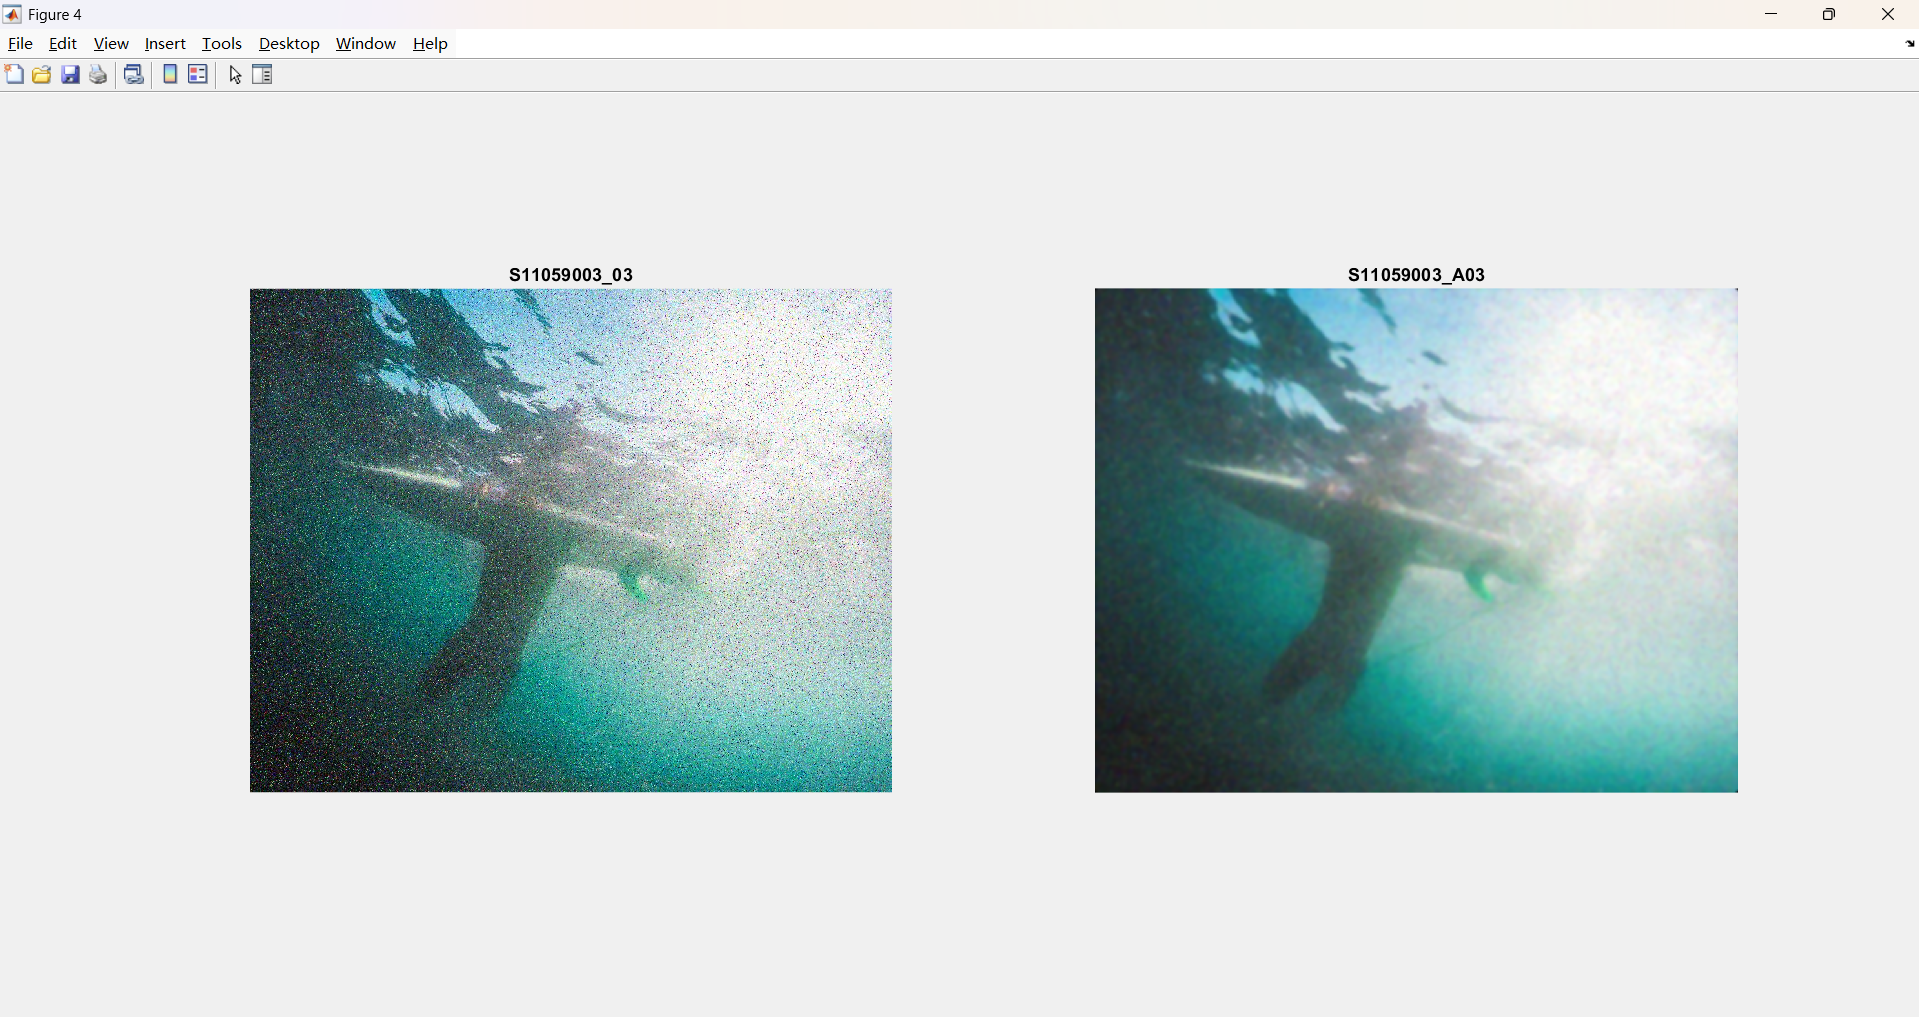 Figure 4
File Edit View Insert Tools Desktop Window Help
S11059003_03
S11059003_A03